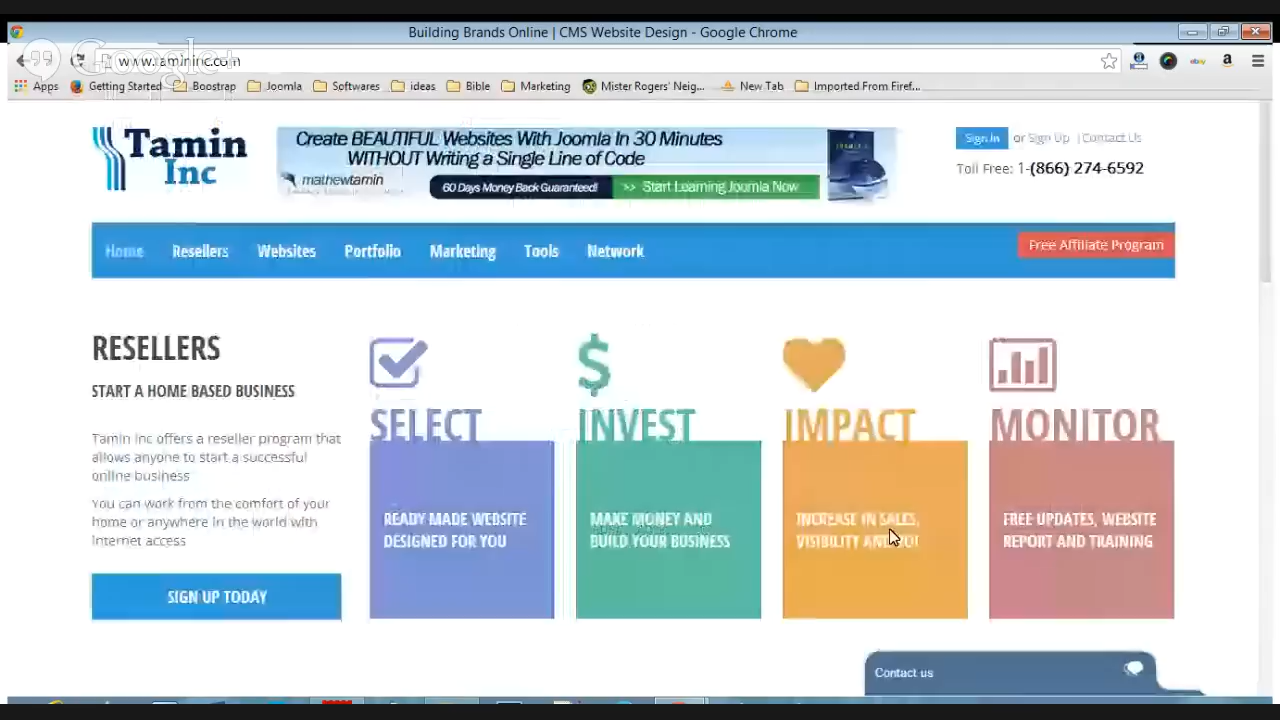 Building Brands Online | CMS Website Design - Google Chrome
Google+
www.tamininc.com
Apps Getting Started Boostrap Joomla Softwares ideas Bible Marketing Mister Rogers' Neig... New Tab Imported From Firef...
Tamin Inc
Create BEAUTIFUL Websites With Joomla In 30 Minutes
WITHOUT Writing a Single Line of Code
mathewtamin
60 Days Money Back Guaranteed!
>> Start Learning Joomla Now
Sign In or Sign Up | Contact Us
Toll Free: 1-(866) 274-6592
Home Resellers Websites Portfolio Marketing Tools Network
Free Affiliate Program
RESELLERS
START A HOME BASED BUSINESS
Tamin Inc offers a reseller program that
allows anyone to start a successful
online business
You can work from the comfort of your
home or anywhere in the world with
Internet access
SIGN UP TODAY
SELECT
READY MADE WEBSITE
DESIGNED FOR YOU
INVEST
MAKE MONEY AND
BUILD YOUR BUSINESS
IMPACT
INCREASE IN SALES,
VISIBILITY AND ROI
MONITOR
FREE UPDATES, WEBSITE
REPORT AND TRAINING
Contact us